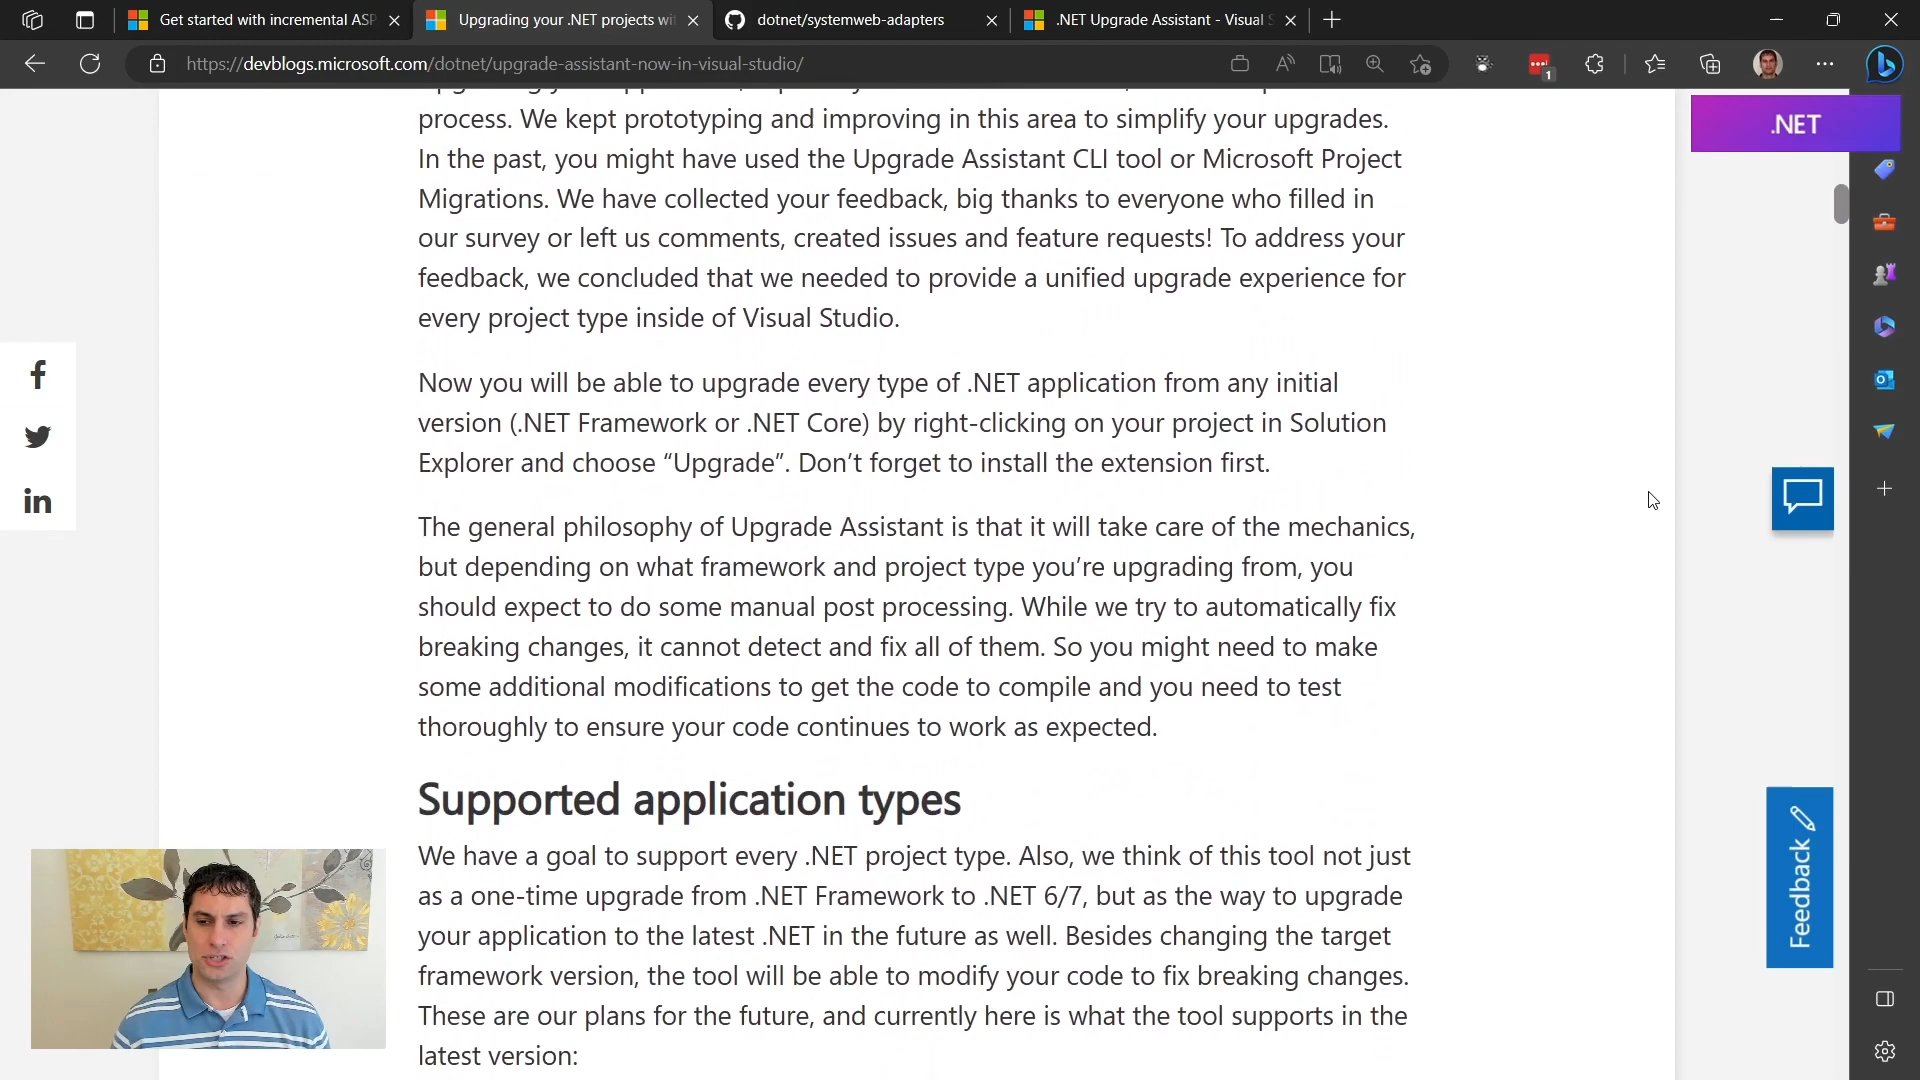 Get started with incremental ASP
Upgrading your .NET projects wit
dotnet/systemweb-adapters
.NET Upgrade Assistant - Visual S
https://devblogs.microsoft.com/dotnet/upgrade-assistant-now-in-visual-studio/
1
.NET
process. We kept prototyping and improving in this area to simplify your upgrades.
In the past, you might have used the Upgrade Assistant CLI tool or Microsoft Project
Migrations. We have collected your feedback, big thanks to everyone who filled in
our survey or left us comments, created issues and feature requests! To address your
feedback, we concluded that we needed to provide a unified upgrade experience for
every project type inside of Visual Studio.
Now you will be able to upgrade every type of .NET application from any initial
version (.NET Framework or .NET Core) by right-clicking on your project in Solution
Explorer and choose “Upgrade”. Don’t forget to install the extension first.
The general philosophy of Upgrade Assistant is that it will take care of the mechanics,
but depending on what framework and project type you’re upgrading from, you
should expect to do some manual post processing. While we try to automatically fix
breaking changes, it cannot detect and fix all of them. So you might need to make
some additional modifications to get the code to compile and you need to test
thoroughly to ensure your code continues to work as expected.
Supported application types
We have a goal to support every .NET project type. Also, we think of this tool not just
as a one-time upgrade from .NET Framework to .NET 6/7, but as the way to upgrade
your application to the latest .NET in the future as well. Besides changing the target
framework version, the tool will be able to modify your code to fix breaking changes.
These are our plans for the future, and currently here is what the tool supports in the
latest version:
Feedback